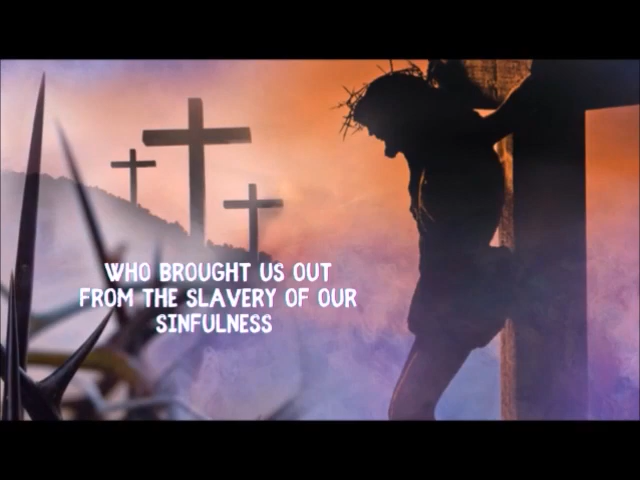 WHO BROUGHT US OUT
FROM THE SLAVERY OF OUR
SINFULNESS